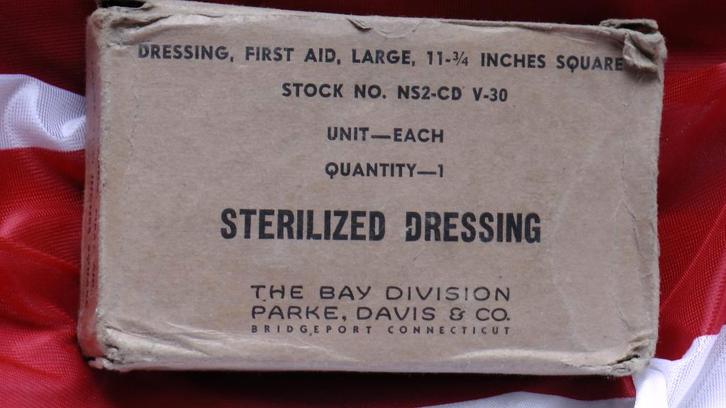 DRESSING, FIRST AID, LARGE, 11-3/4 INCHES SQUARE
STOCK NO. NS2-CD V-30
UNIT—EACH
QUANTITY—1
STERILIZED DRESSING
THE BAY DIVISION
PARKE, DAVIS & CO.
BRIDGEPORT CONNECTICUT